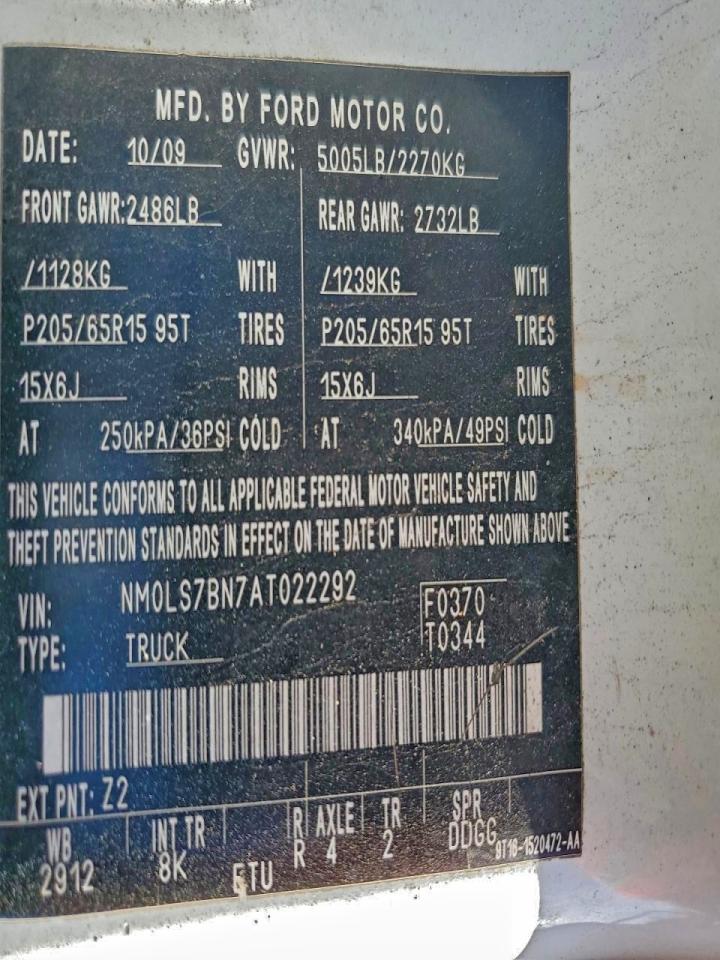 MFD. BY FORD MOTOR CO.
DATE: 10/09 GVWR: 5005LB/2270KG
FRONT GAWR:2486LB REAR GAWR: 2732LB
/1128KG WITH /1239KG WITH
P205/65R15 95T TIRES P205/65R15 95T TIRES
15X6J RIMS 15X6J RIMS
AT 250kPA/36PSI COLD AT 340kPA/49PSI COLD
THIS VEHICLE CONFORMS TO ALL APPLICABLE FEDERAL MOTOR VEHICLE SAFETY AND
THEFT PREVENTION STANDARDS IN EFFECT ON THE DATE OF MANUFACTURE SHOWN ABOVE
VIN: NM0LS7BN7AT022292 F0370
TYPE: TRUCK T0344
EXT PNT: Z2
WB INT TR R AXLE TR SPR
2912 8K 5TU R 4 2 DDGG 9T16-1520472-AA